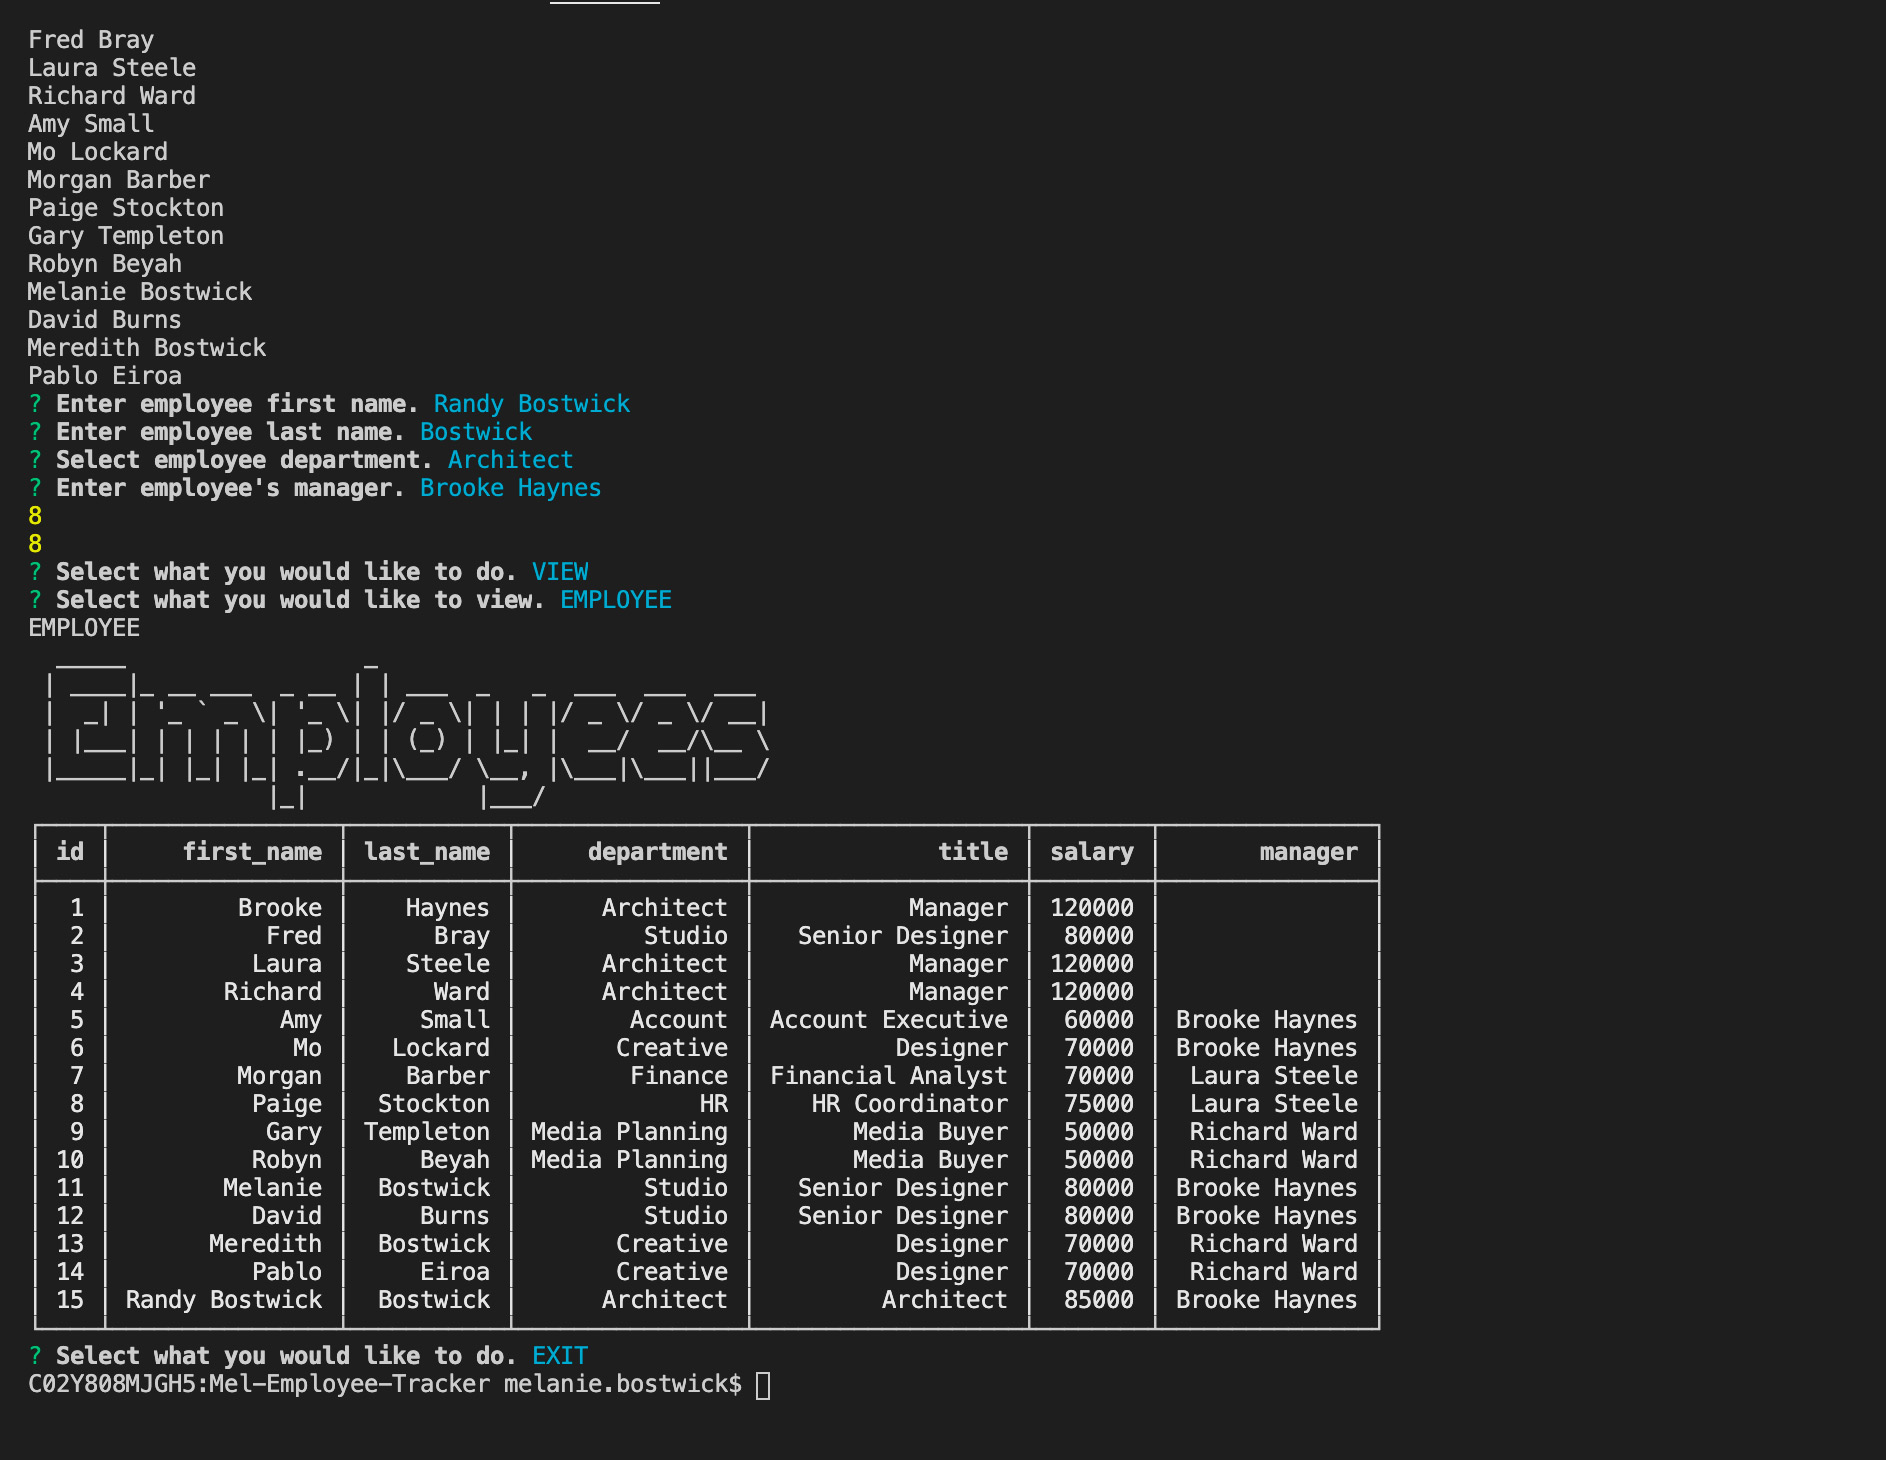 Fred Bray
Laura Steele
Richard Ward
Amy Small
Mo Lockard
Morgan Barber
Paige Stockton
Gary Templeton
Robyn Beyah
Melanie Bostwick
David Burns
Meredith Bostwick
Pablo Eiroa
? Enter employee first name. Randy Bostwick
? Enter employee last name. Bostwick
? Select employee department. Architect
? Enter employee's manager. Brooke Haynes
8
8
? Select what you would like to do. VIEW
? Select what you would like to view. EMPLOYEE
EMPLOYEE
Employees
id first_name last_name department title salary manager
1 Brooke Haynes Architect Manager 120000
2 Fred Bray Studio Senior Designer 80000
3 Laura Steele Architect Manager 120000
4 Richard Ward Architect Manager 120000
5 Amy Small Account Account Executive 60000 Brooke Haynes
6 Mo Lockard Creative Designer 70000 Brooke Haynes
7 Morgan Barber Finance Financial Analyst 70000 Laura Steele
8 Paige Stockton HR HR Coordinator 75000 Laura Steele
9 Gary Templeton Media Planning Media Buyer 50000 Richard Ward
10 Robyn Beyah Media Planning Media Buyer 50000 Richard Ward
11 Melanie Bostwick Studio Senior Designer 80000 Brooke Haynes
12 David Burns Studio Senior Designer 80000 Brooke Haynes
13 Meredith Bostwick Creative Designer 70000 Richard Ward
14 Pablo Eiroa Creative Designer 70000 Richard Ward
15 Randy Bostwick Bostwick Architect Architect 85000 Brooke Haynes
? Select what you would like to do. EXIT
C02Y808MJGH5:Mel-Employee-Tracker melanie.bostwick$